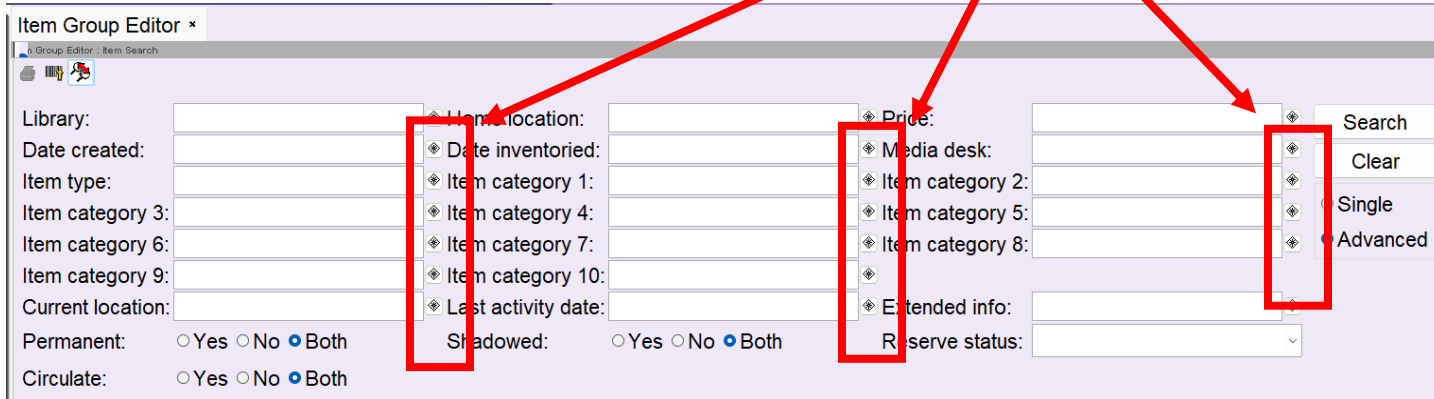 Item Group Editor ×
n Group Editor : Item Search
Library: Home location: Price: Search
Date created: Date inventoried: Media desk: Clear
Item type: Item category 1: Item category 2:
Item category 3: Item category 4: Item category 5: Single
Item category 6: Item category 7: Item category 8: Advanced
Item category 9: Item category 10:
Current location: Last activity date: Extended info:
Permanent: Yes No Both Shadowed: Yes No Both Reserve status:
Circulate: Yes No Both